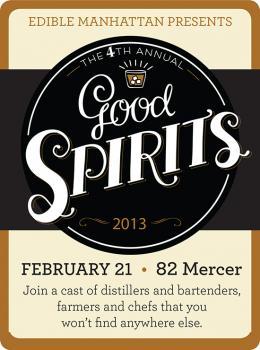 EDIBLE MANHATTAN PRESENTS
THE 4TH ANNUAL
Good
SPIRITS
2013
FEBRUARY 21 • 82 Mercer
Join a cast of distillers and bartenders,
farmers and chefs that you
won't find anywhere else.